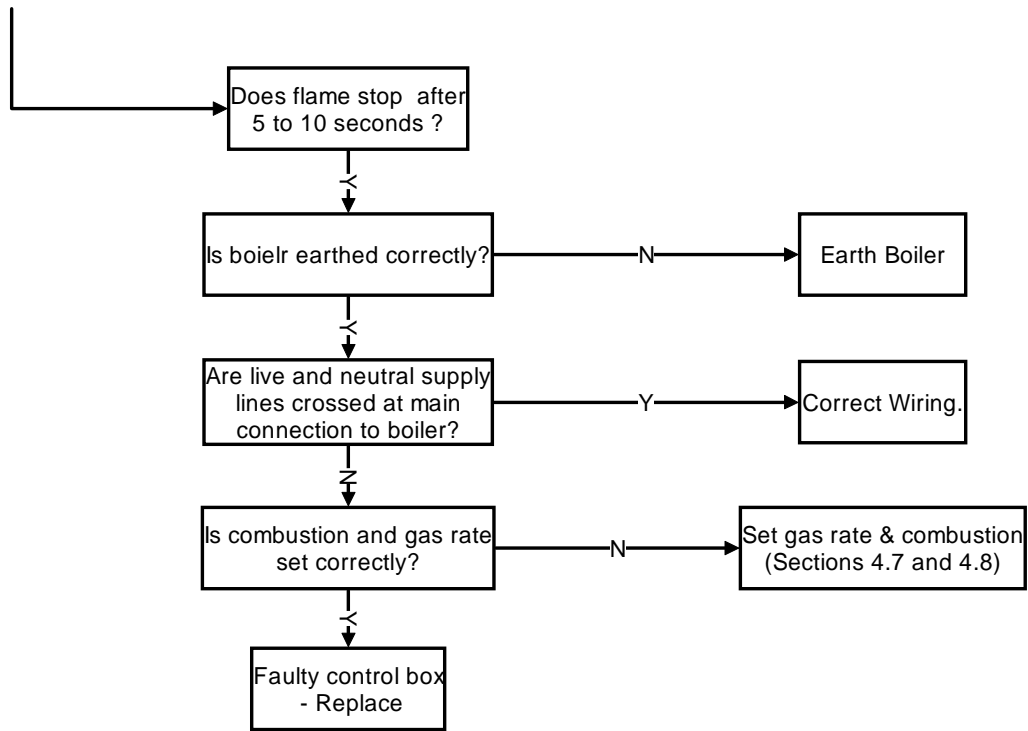 Does flame stop after
5 to 10 seconds ?
Y
Is boielr earthed correctly?
N
Earth Boiler
Y
Are live and neutral supply
lines crossed at main
connection to boiler?
Y
Correct Wiring.
N
Is combustion and gas rate
set correctly?
N
Set gas rate & combustion
(Sections 4.7 and 4.8)
Y
Faulty control box
- Replace